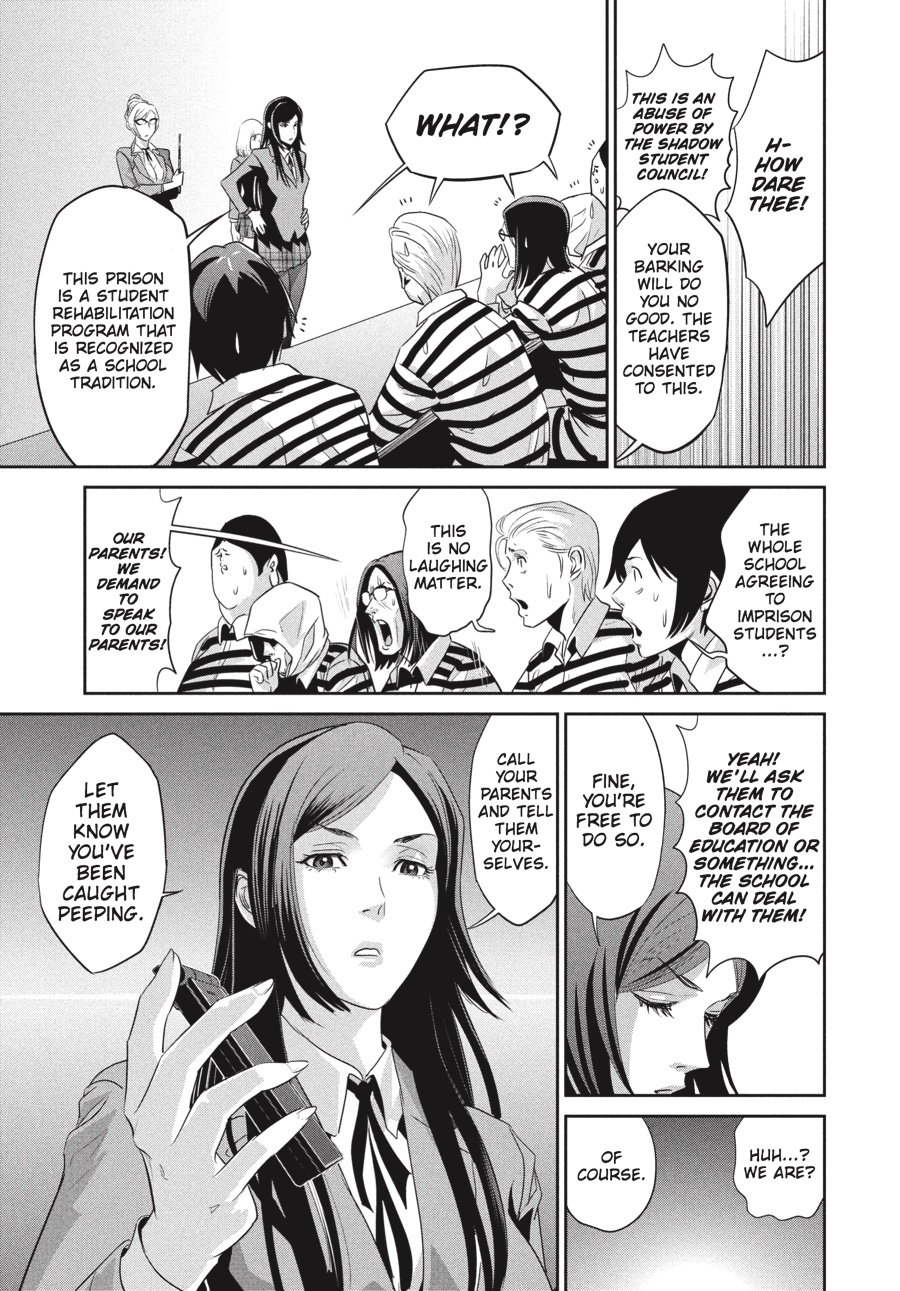 H-
HOW
DARE
THEE!
THIS IS AN
ABUSE OF
POWER BY
THE SHADOW
STUDENT
COUNCIL!
YOUR
BARKING
WILL DO
YOU NO
GOOD. THE
TEACHERS
HAVE
CONSENTED
TO THIS.
WHAT!?
THIS PRISON
IS A STUDENT
REHABILITATION
PROGRAM THAT
IS RECOGNIZED
AS A SCHOOL
TRADITION.
THE
WHOLE
SCHOOL
AGREEING
TO
IMPRISON
STUDENTS
...?
THIS
IS NO
LAUGHING
MATTER.
OUR
PARENTS!
WE
DEMAND
TO
SPEAK
TO OUR
PARENTS!
YEAH!
WE'LL ASK
THEM TO
CONTACT THE
BOARD OF
EDUCATION OR
SOMETHING...
THE SCHOOL
CAN DEAL
WITH THEM!
FINE,
YOU'RE
FREE TO
DO SO.
HUH...?
WE ARE?
OF
COURSE.
CALL
YOUR
PARENTS
AND TELL
THEM
YOUR-
SELVES.
LET
THEM
KNOW
YOU'VE
BEEN
CAUGHT
PEEPING.